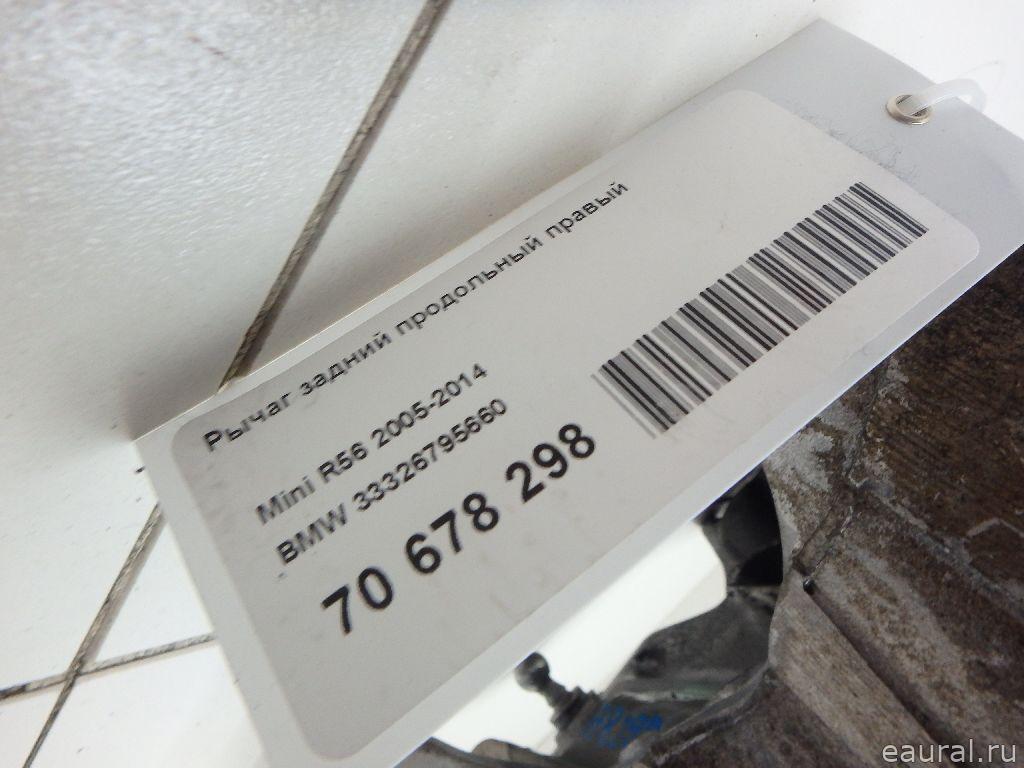 Рычаг задний продольный правый
Mini R56 2005-2014
BMW 33326795660
70 678 298
eaural.ru